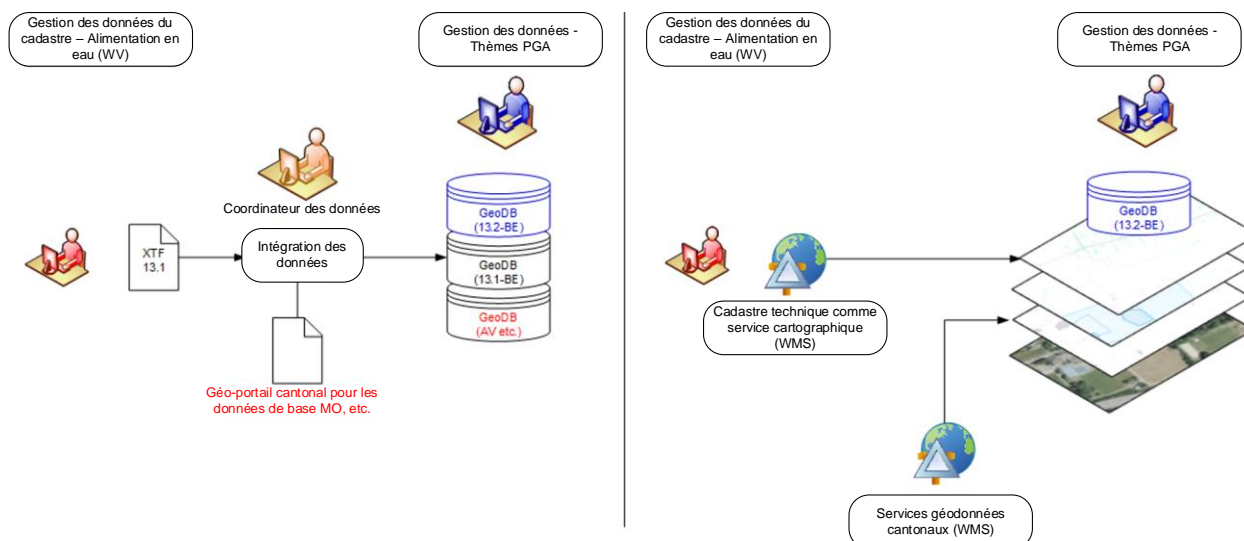 Gestion des données du
cadastre – Alimentation en
eau (WV)
Gestion des données -
Thèmes PGA
Coordinateur des données
XTF
13.1
Intégration des
données
GeoDB
(13.2-BE)
GeoDB
(13.1-BE)
GeoDB
(AV etc.)
Géo-portail cantonal pour les
données de base MO, etc.
Gestion des données du
cadastre – Alimentation en
eau (WV)
Gestion des données -
Thèmes PGA
GeoDB
(13.2-BE)
Cadastre technique comme
service cartographique
(WMS)
Services géodonnées
cantonaux (WMS)